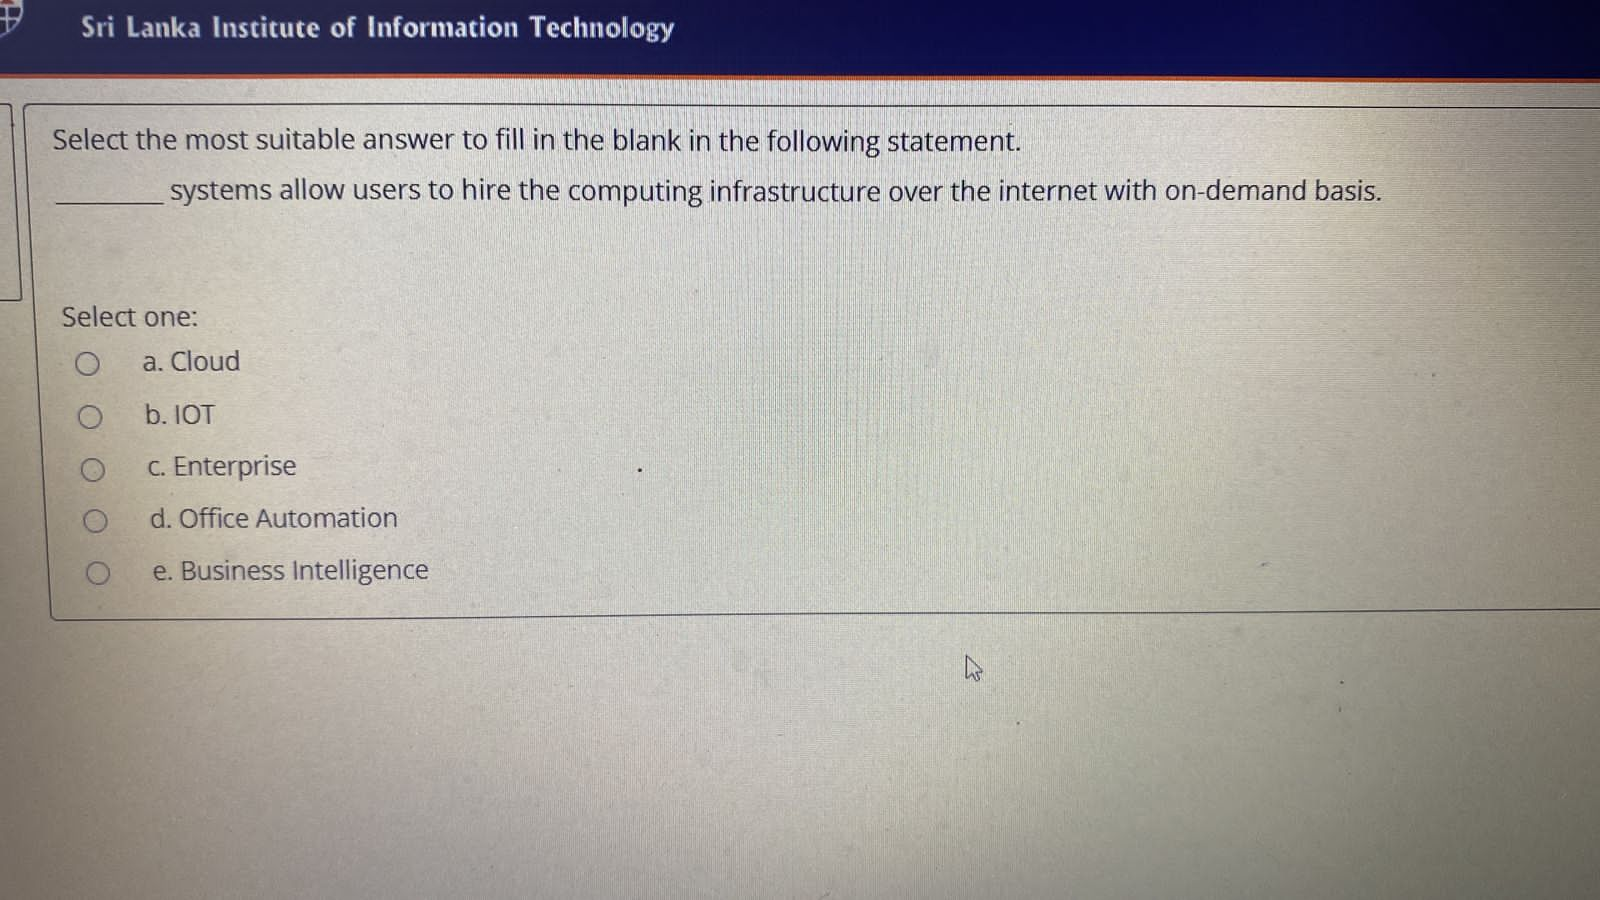 Sri Lanka Institute of Information Technology
Select the most suitable answer to fill in the blank in the following statement.
________ systems allow users to hire the computing infrastructure over the internet with on-demand basis.
Select one:
a. Cloud
b. IOT
c. Enterprise
d. Office Automation
e. Business Intelligence